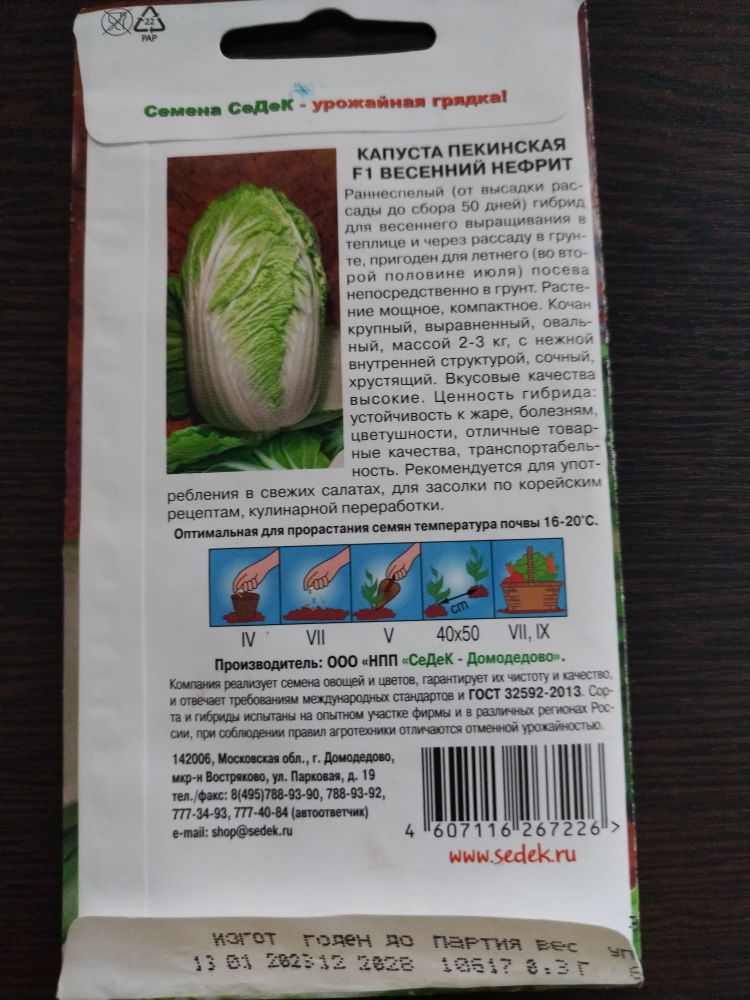 22
PAP
Семена СеДеК - урожайная грядка!
КАПУСТА ПЕКИНСКАЯ
F1 ВЕСЕННИЙ НЕФРИТ
Раннеспелый (от высадки рас-
сады до сбора 50 дней) гибрид
для весеннего выращивания в
теплице и через рассаду в грун-
те, пригоден для летнего (во вто-
рой половине июля) посева
непосредственно в грунт. Расте-
ние мощное, компактное. Кочан
крупный, выравненный, оваль-
ный, массой 2-3 кг, с нежной
внутренней структурой, сочный,
хрустящий. Вкусовые качества
высокие. Ценность гибрида:
устойчивость к жаре, болезням,
цветушности, отличные товар-
ные качества, транспортабель-
ность. Рекомендуется для упот-
ребления в свежих салатах, для засолки по корейским
рецептам, кулинарной переработки.
Оптимальная для прорастания семян температура почвы 16-20°С.
cm
IV VII V 40х50 VII, IX
Производитель: ООО «НПП «СеДеК - Домодедово».
Компания реализует семена овощей и цветов, гарантирует их чистоту и качество,
и отвечает требованиям международных стандартов и ГОСТ 32592-2013. Сор-
та и гибриды испытаны на опытном участке фирмы и в различных регионах Рос-
сии, при соблюдении правил агротехники отличаются отменной урожайностью.
142006, Московская обл., г. Домодедово,
мкр-н Востряково, ул. Парковая, д. 19
тел./факс: 8(495)788-93-90, 788-93-92,
777-34-93, 777-40-84 (автоответчик)
e-mail: shop@sedek.ru
4 607116 267226 >
www.sedek.ru
ИЗГОТ ГОДЕН ДО ПАРТИЯ ВЕС УП
13 01 2023 12 2028 10617 0.3 Г